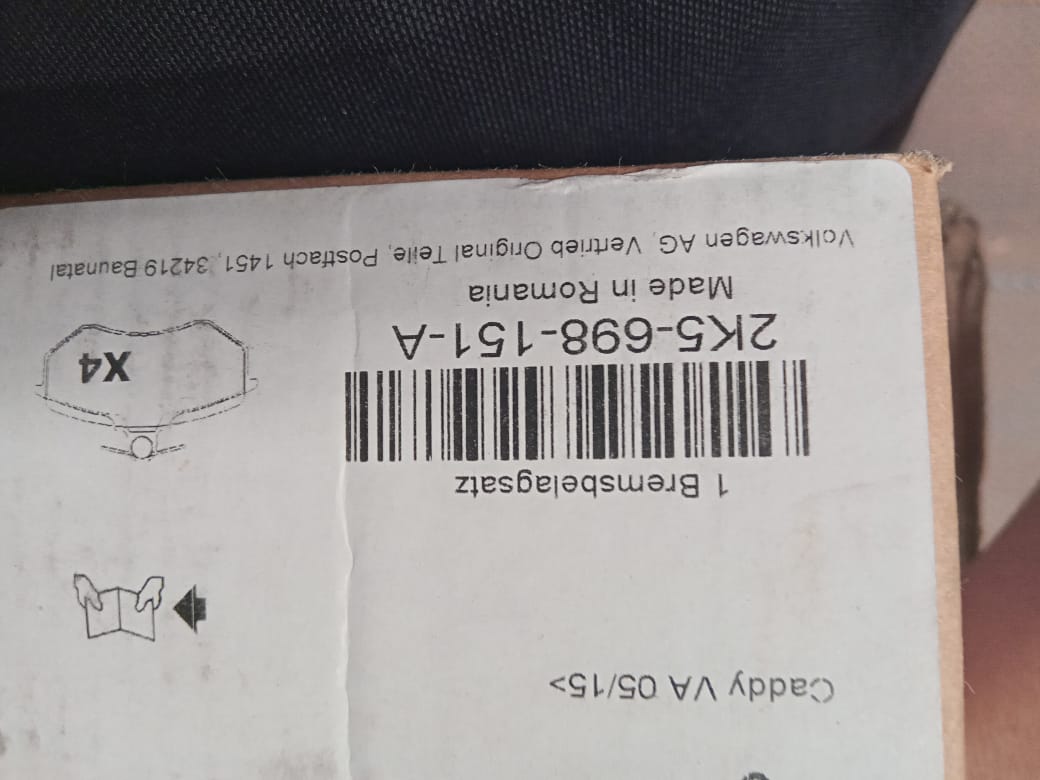 Caddy VA 05/15>
1 Bremsbelagsatz
2K5-698-151-A
X4
Made in Romania
Volkswagen AG, Vertrieb Original Teile, Postfach 1451, 34219 Baunatal